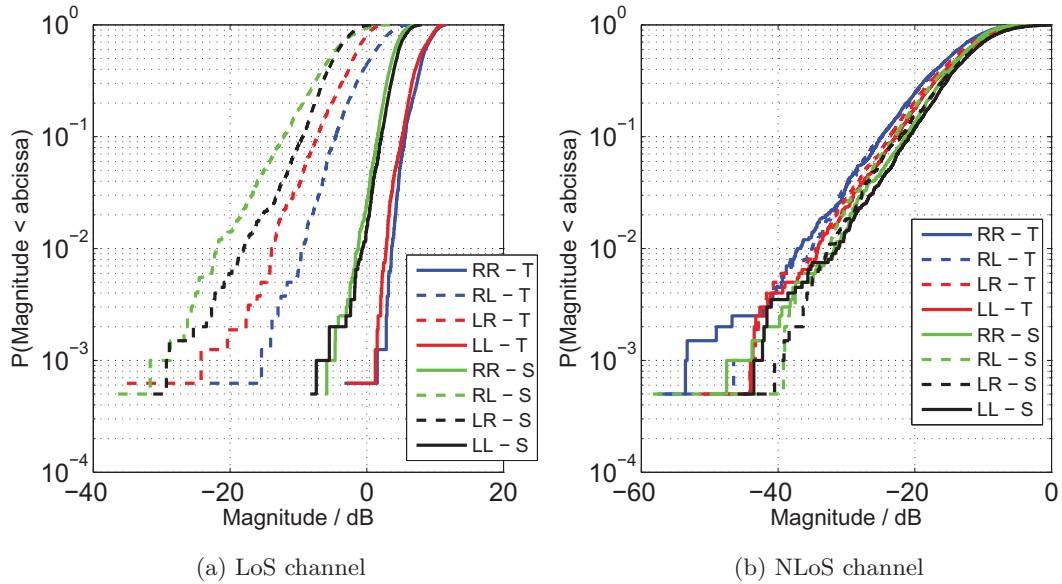 P(Magnitude < abcissa)
10^0
10^-1
10^-2
10^-3
10^-4
−40
−20
0
20
Magnitude / dB
RR − T
RL − T
LR − T
LL − T
RR − S
RL − S
LR − S
LL − S
(a) LoS channel
P(Magnitude < abcissa)
10^0
10^-1
10^-2
10^-3
10^-4
−60
−40
−20
0
Magnitude / dB
RR − T
RL − T
LR − T
LL − T
RR − S
RL − S
LR − S
LL − S
(b) NLoS channel